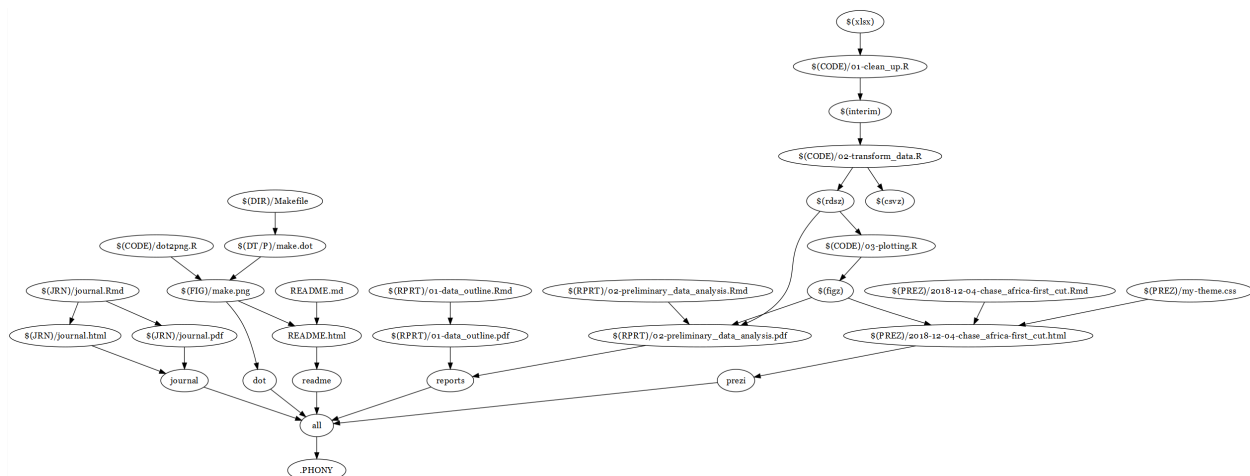 $(xlsx)
$(CODE)/01-clean_up.R
$(interim)
$(CODE)/02-transform_data.R
$(DIR)/Makefile
$(rdsz)
$(csvz)
$(CODE)/dot2png.R
$(DT/P)/make.dot
$(CODE)/03-plotting.R
$(JRN)/journal.Rmd
$(FIG)/make.png
README.md
$(RPRT)/01-data_outline.Rmd
$(RPRT)/02-preliminary_data_analysis.Rmd
$(figz)
$(PREZ)/2018-12-04-chase_africa-first_cut.Rmd
$(PREZ)/my-theme.css
$(JRN)/journal.html
$(JRN)/journal.pdf
README.html
$(RPRT)/01-data_outline.pdf
$(RPRT)/02-preliminary_data_analysis.pdf
$(PREZ)/2018-12-04-chase_africa-first_cut.html
journal
dot
readme
reports
prezi
all
.PHONY